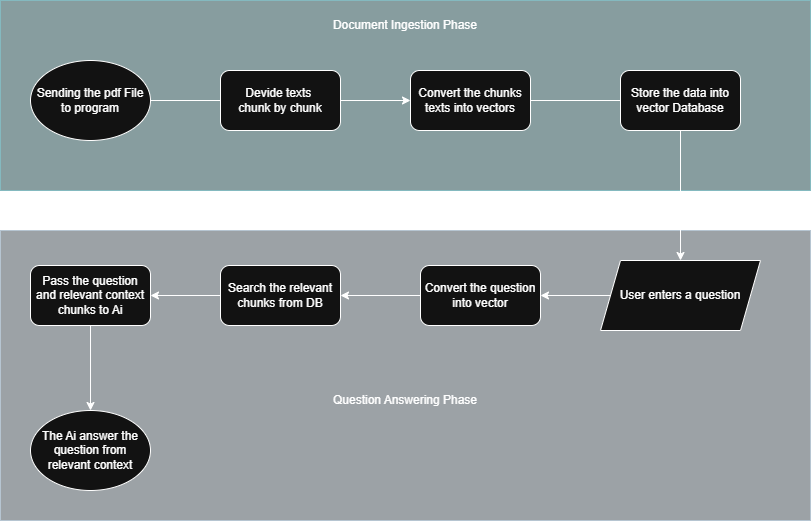 Document Ingestion Phase
Sending the pdf File
to program
Devide texts
chunk by chunk
Convert the chunks
texts into vectors
Store the data into
vector Database
User enters a question
Convert the question
into vector
Search the relevant
chunks from DB
Pass the question
and relevant context
chunks to Ai
Question Answering Phase
The Ai answer the
question from
relevant context